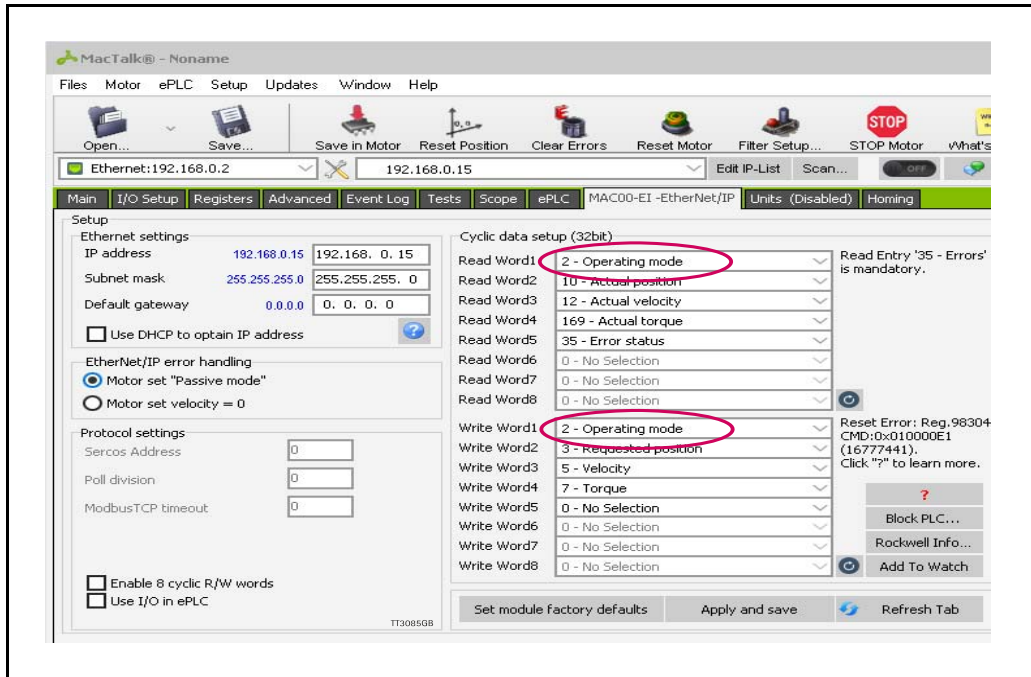 MacTalk® - Noname
Files Motor ePLC Setup Updates Window Help
Open... Save... Save in Motor Reset Position Clear Errors Reset Motor Filter Setup... STOP Motor What's
STOP
Ethernet:192.168.0.2 192.168.0.15 Edit IP-List Scan... OFF
Main I/O Setup Registers Advanced Event Log Tests Scope ePLC MAC00-EI -EtherNet/IP Units (Disabled) Homing
Setup
Ethernet settings
IP address 192.168.0.15 192.168. 0. 15
Subnet mask 255.255.255.0 255.255.255. 0
Default gateway 0.0.0.0 0. 0. 0. 0
Use DHCP to optain IP address
EtherNet/IP error handling
Motor set "Passive mode"
Motor set velocity = 0
Protocol settings
Sercos Address 0
Poll division 0
ModbusTCP timeout 0
Enable 8 cyclic R/W words
Use I/O in ePLC
TT3085GB
Cyclic data setup (32bit)
Read Word1 2 - Operating mode
Read Word2 10 - Actual position
Read Word3 12 - Actual velocity
Read Word4 169 - Actual torque
Read Word5 35 - Error status
Read Word6 0 - No Selection
Read Word7 0 - No Selection
Read Word8 0 - No Selection
Read Entry '35 - Errors'
is mandatory.
Write Word1 2 - Operating mode
Write Word2 3 - Requested position
Write Word3 5 - Velocity
Write Word4 7 - Torque
Write Word5 0 - No Selection
Write Word6 0 - No Selection
Write Word7 0 - No Selection
Write Word8 0 - No Selection
Reset Error: Reg.98304
CMD:0x010000E1
(16777441).
Click "?" to learn more.
?
Block PLC...
Rockwell Info...
Add To Watch
Set module factory defaults Apply and save Refresh Tab